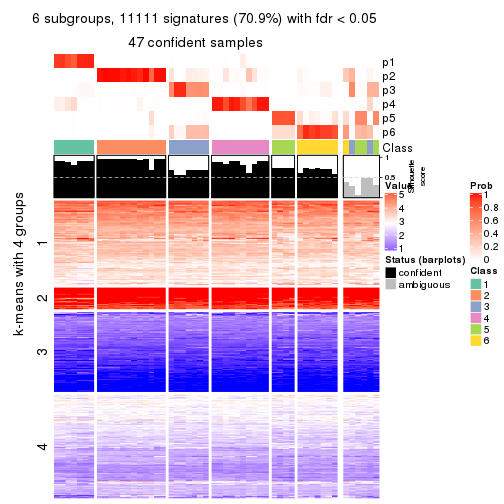 6 subgroups, 11111 signatures (70.9%) with fdr < 0.05
47 confident samples
p1
p2
p3
p4
p5
p6
Class
1
0.5
0
Silhouette
score
k-means with 4 groups
1
2
3
4
Value
5
4
3
2
1
Status (barplots)
confident
ambiguous
Prob
1
0.8
0.6
0.4
0.2
0
Class
1
2
3
4
5
6